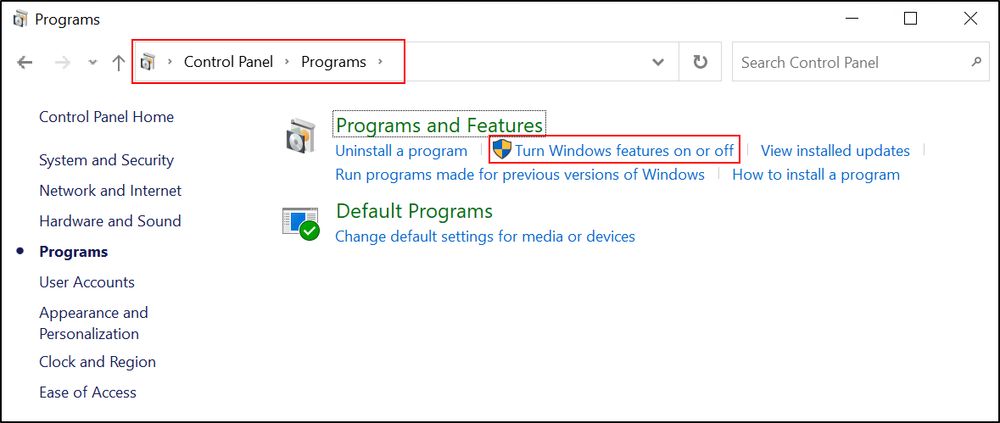 Programs
Control Panel Programs
Search Control Panel
Control Panel Home
System and Security
Network and Internet
Hardware and Sound
Programs
User Accounts
Appearance and
Personalization
Clock and Region
Ease of Access
Programs and Features
Uninstall a program Turn Windows features on or off View installed updates
Run programs made for previous versions of Windows How to install a program
Default Programs
Change default settings for media or devices